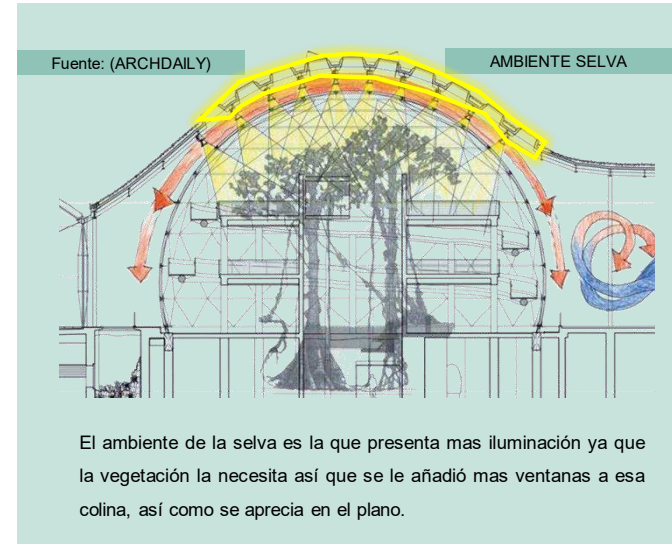 Fuente: (ARCHDAILY)
AMBIENTE SELVA
El ambiente de la selva es la que presenta mas iluminación ya que
la vegetación la necesita así que se le añadió mas ventanas a esa
colina, así como se aprecia en el plano.